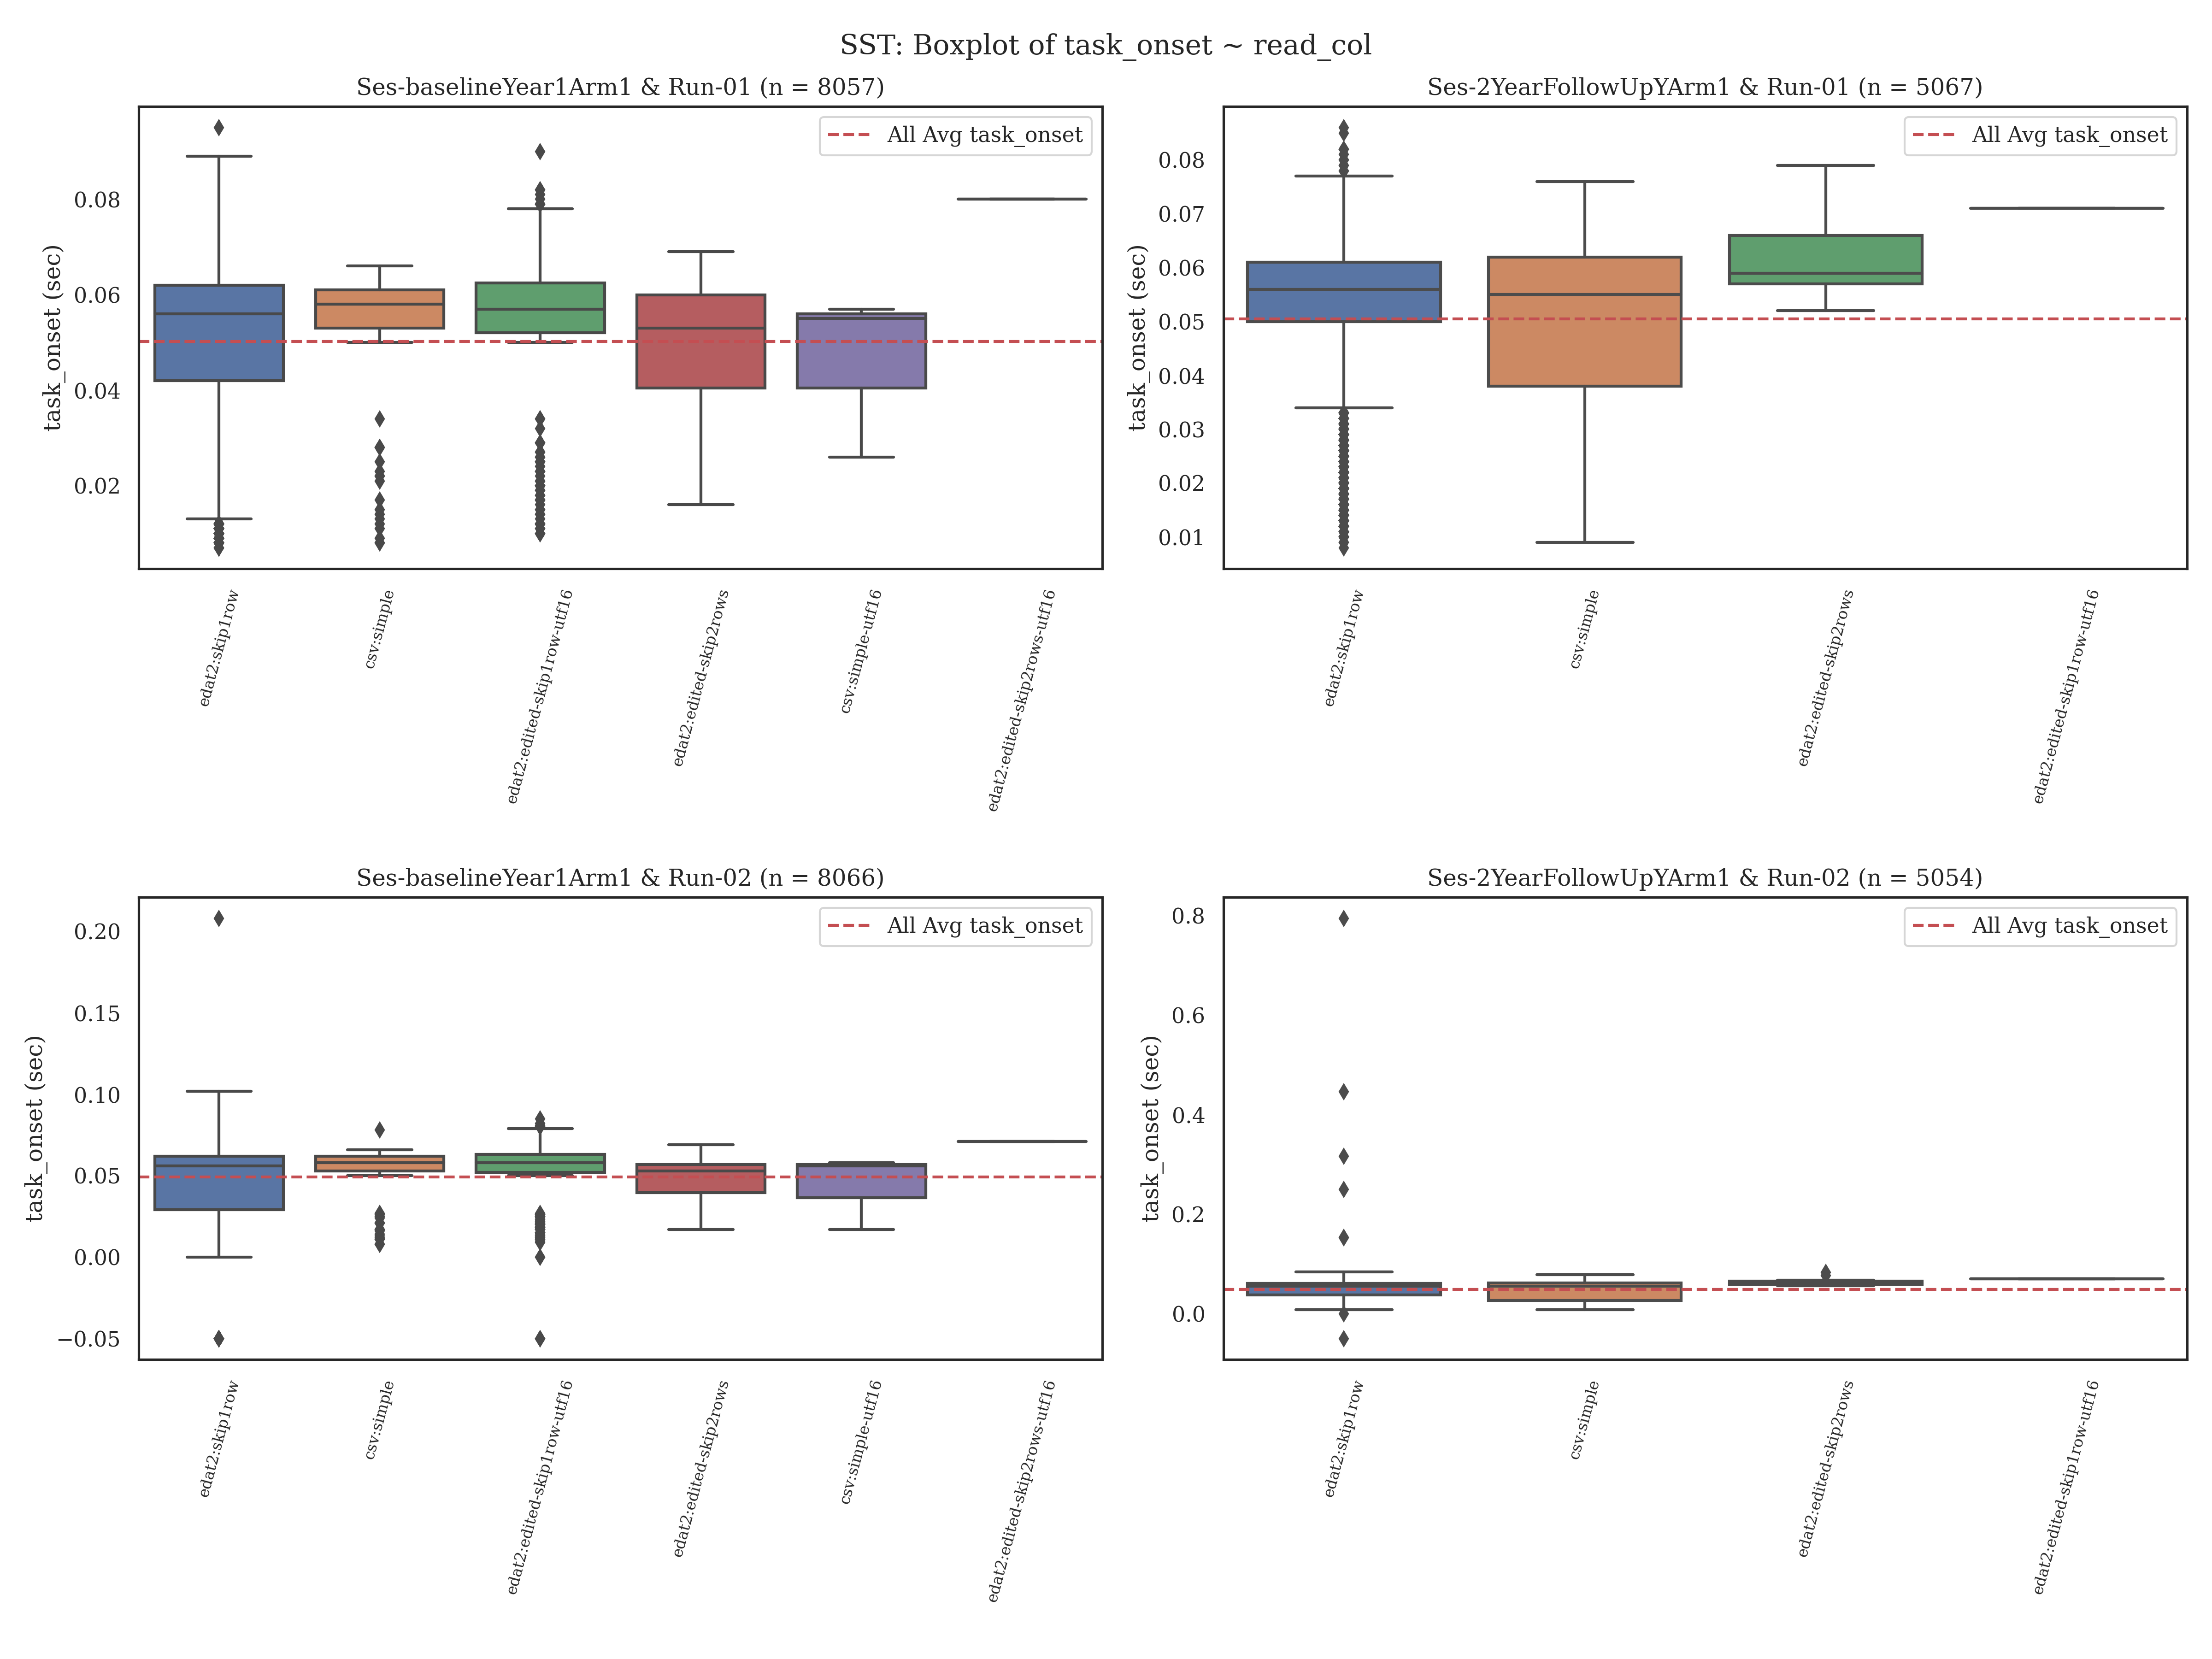 SST: Boxplot of task_onset ~ read_col
Ses-baselineYear1Arm1 & Run-01 (n = 8057)
All Avg task_onset
task_onset (sec)
0.08
0.06
0.04
0.02
edat2:skip1row
csv:simple
edat2:edited-skip1row-utf16
edat2:edited-skip2rows
csv:simple-utf16
edat2:edited-skip2rows-utf16
Ses-2YearFollowUpYArm1 & Run-01 (n = 5067)
All Avg task_onset
task_onset (sec)
0.08
0.07
0.06
0.05
0.04
0.03
0.02
0.01
edat2:skip1row
csv:simple
edat2:edited-skip2rows
edat2:edited-skip1row-utf16
Ses-baselineYear1Arm1 & Run-02 (n = 8066)
All Avg task_onset
task_onset (sec)
0.20
0.15
0.10
0.05
0.00
−0.05
edat2:skip1row
csv:simple
edat2:edited-skip1row-utf16
edat2:edited-skip2rows
csv:simple-utf16
edat2:edited-skip2rows-utf16
Ses-2YearFollowUpYArm1 & Run-02 (n = 5054)
All Avg task_onset
task_onset (sec)
0.8
0.6
0.4
0.2
0.0
edat2:skip1row
csv:simple
edat2:edited-skip2rows
edat2:edited-skip1row-utf16